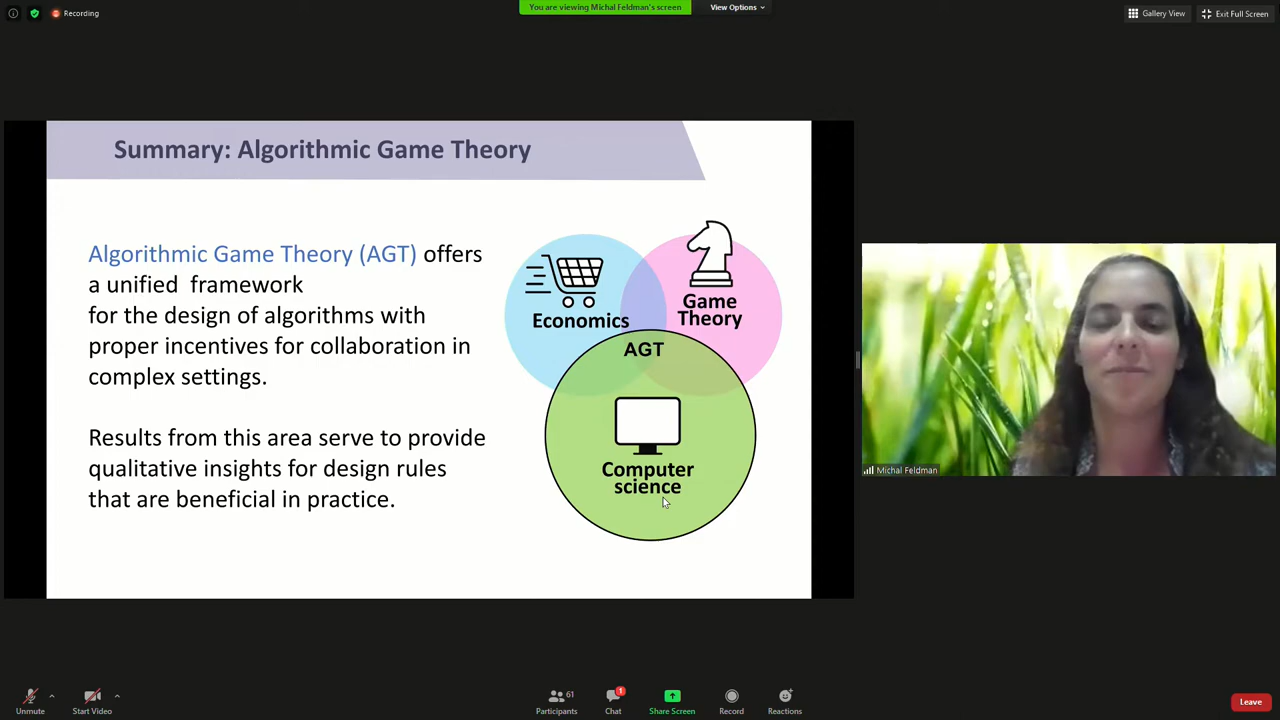 Recording
You are viewing Michal Feldman's screen
View Options
Gallery View
Exit Full Screen
Summary: Algorithmic Game Theory
Algorithmic Game Theory (AGT) offers
a unified framework
for the design of algorithms with
proper incentives for collaboration in
complex settings.
Results from this area serve to provide
qualitative insights for design rules
that are beneficial in practice.
Economics
Game
Theory
AGT
Computer
science
Michal Feldman
Unmute
Start Video
61
Participants
1
Chat
Share Screen
Record
Reactions
Leave